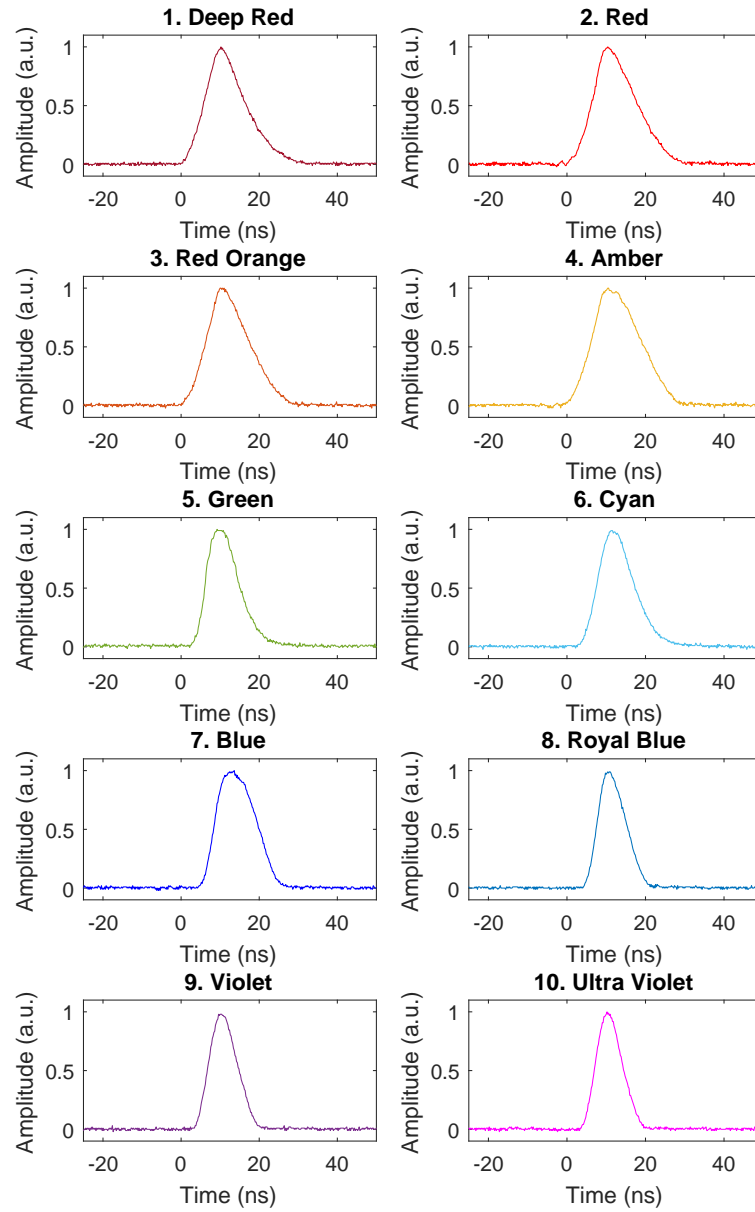 1. Deep Red
Amplitude (a.u.)
1
0.5
0
-20 0 20 40
Time (ns)
2. Red
Amplitude (a.u.)
1
0.5
0
-20 0 20 40
Time (ns)
3. Red Orange
Amplitude (a.u.)
1
0.5
0
-20 0 20 40
Time (ns)
4. Amber
Amplitude (a.u.)
1
0.5
0
-20 0 20 40
Time (ns)
5. Green
Amplitude (a.u.)
1
0.5
0
-20 0 20 40
Time (ns)
6. Cyan
Amplitude (a.u.)
1
0.5
0
-20 0 20 40
Time (ns)
7. Blue
Amplitude (a.u.)
1
0.5
0
-20 0 20 40
Time (ns)
8. Royal Blue
Amplitude (a.u.)
1
0.5
0
-20 0 20 40
Time (ns)
9. Violet
Amplitude (a.u.)
1
0.5
0
-20 0 20 40
Time (ns)
10. Ultra Violet
Amplitude (a.u.)
1
0.5
0
-20 0 20 40
Time (ns)